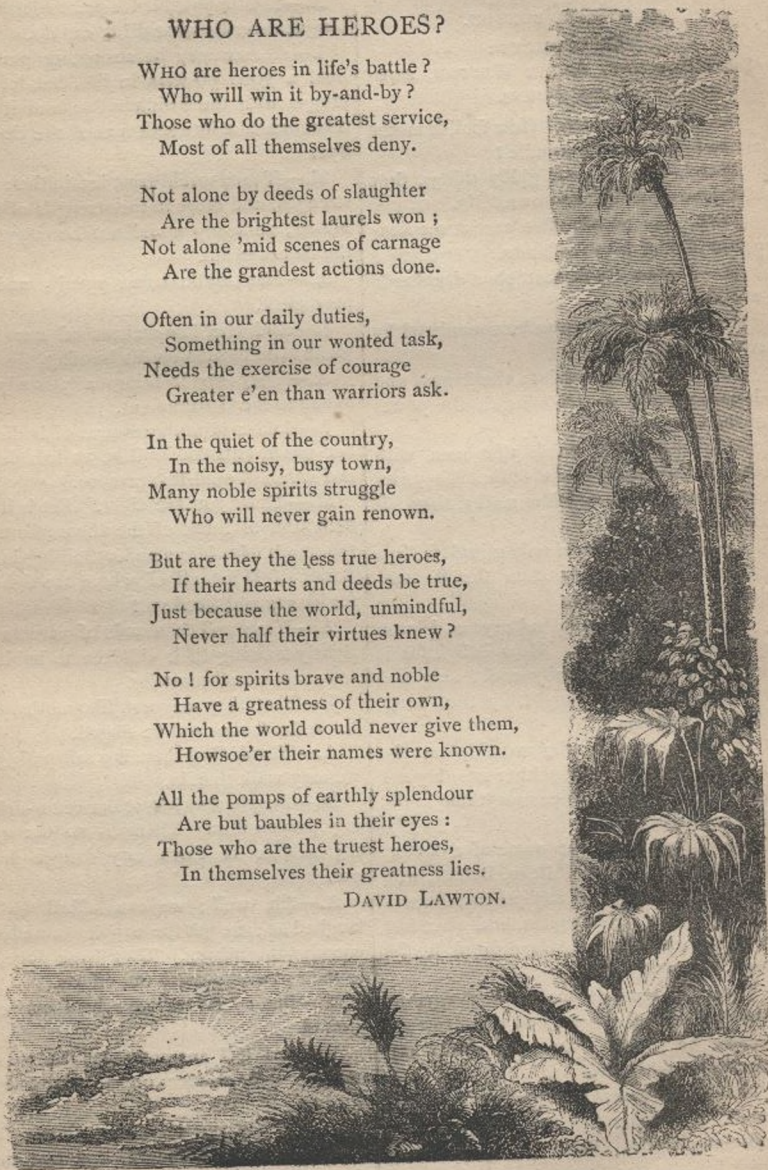 WHO ARE HEROES?
WHO are heroes in life's battle?
Who will win it by-and-by?
Those who do the greatest service,
Most of all themselves deny.
Not alone by deeds of slaughter
Are the brightest laurels won;
Not alone 'mid scenes of carnage
Are the grandest actions done.
Often in our daily duties,
Something in our wonted task,
Needs the exercise of courage
Greater e'en than warriors ask.
In the quiet of the country,
In the noisy, busy town,
Many noble spirits struggle
Who will never gain renown.
But are they the less true heroes,
If their hearts and deeds be true,
Just because the world, unmindful,
Never half their virtues knew?
No! for spirits brave and noble
Have a greatness of their own,
Which the world could never give them,
Howsoe'er their names were known.
All the pomps of earthly splendour
Are but baubles in their eyes:
Those who are the truest heroes,
In themselves their greatness lies.
DAVID LAWTON.